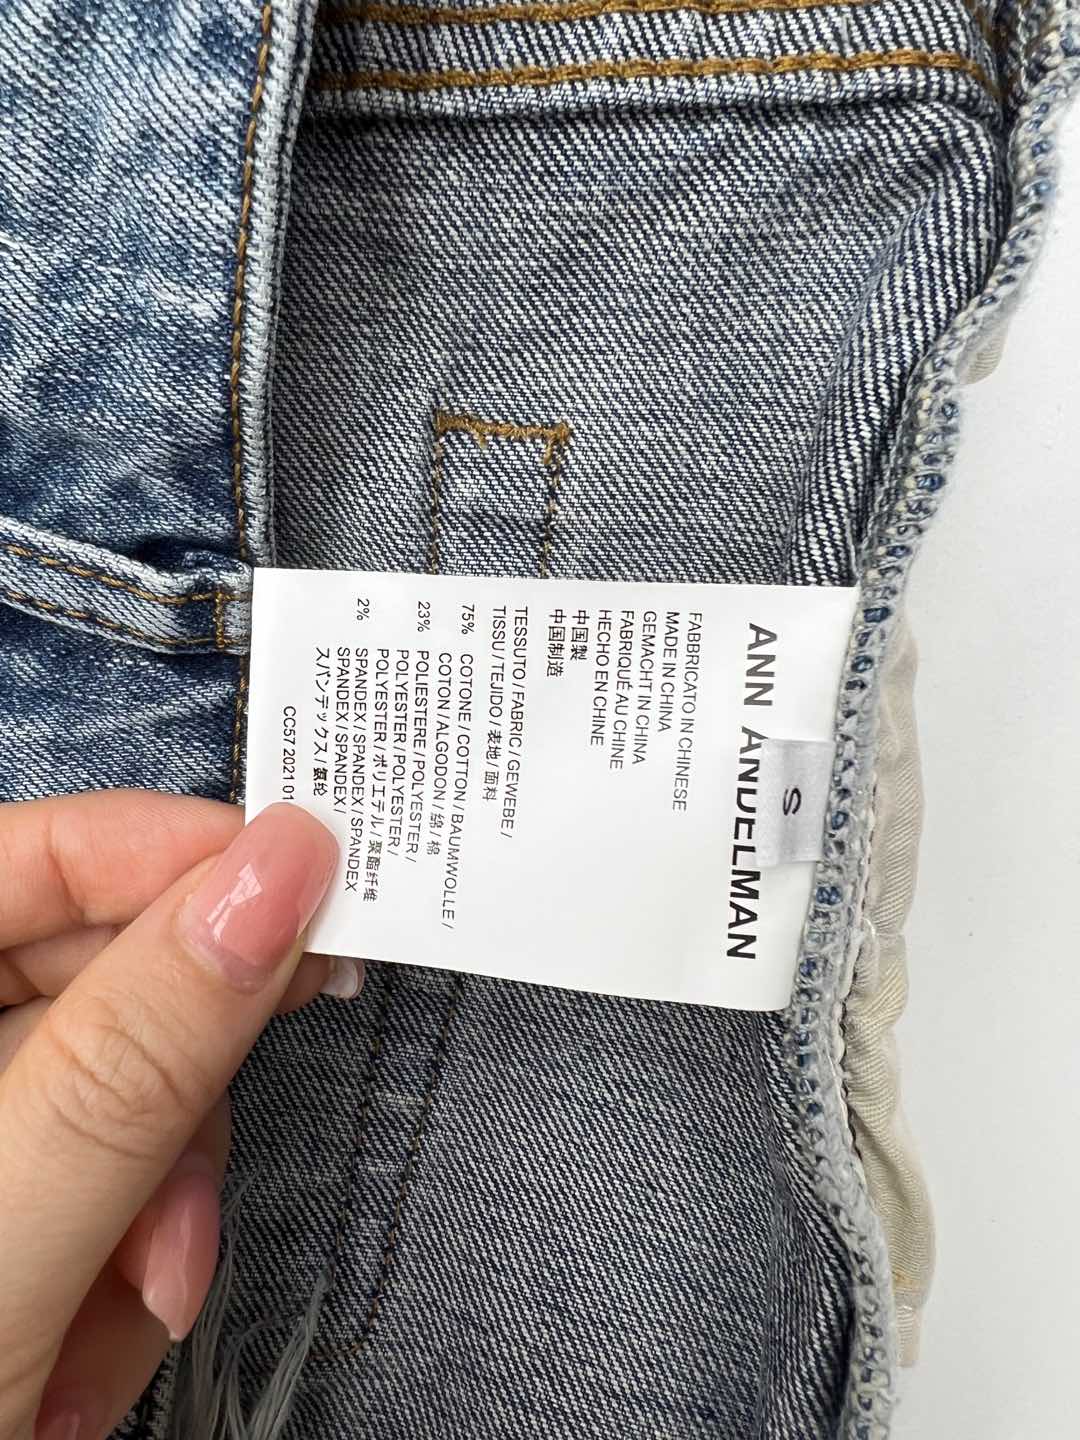 ANN ANDELMAN
S
FABBRICATO IN CHINESE
MADE IN CHINA
GEMACHT IN CHINA
FABRIQUÉ AU CHINE
HECHO EN CHINE
中国製
中国制造
TESSUTO / FABRIC / GEWEBE /
TISSU / TEJIDO / 表地 / 面料
75% COTONE / COTTON / BAUMWOLLE /
COTON / ALGODON / 綿 / 棉
23% POLIESTERE / POLYESTER /
POLYESTER / POLYESTER /
POLYESTER / ポリエテル / 聚酯纤维
2% SPANDEX / SPANDEX / SPANDEX
SPANDEX / SPANDEX /
スパンデックス / 氨纶
CC57 2021 01